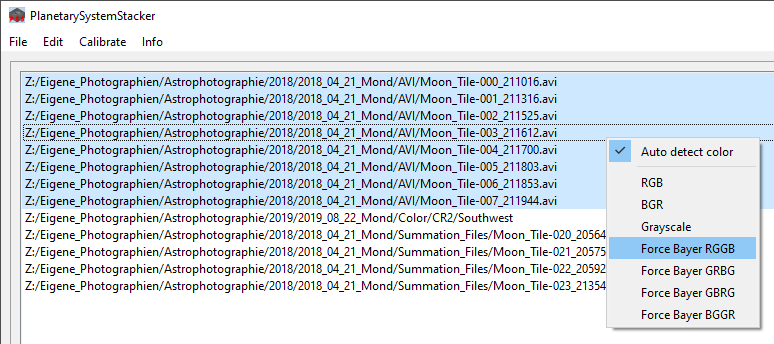 PlanetarySystemStacker
File Edit Calibrate Info
Z:/Eigene_Photographien/Astrophotographie/2018/2018_04_21_Mond/AVI/Moon_Tile-000_211016.avi
Z:/Eigene_Photographien/Astrophotographie/2018/2018_04_21_Mond/AVI/Moon_Tile-001_211316.avi
Z:/Eigene_Photographien/Astrophotographie/2018/2018_04_21_Mond/AVI/Moon_Tile-002_211525.avi
Z:/Eigene_Photographien/Astrophotographie/2018/2018_04_21_Mond/AVI/Moon_Tile-003_211612.avi
Z:/Eigene_Photographien/Astrophotographie/2018/2018_04_21_Mond/AVI/Moon_Tile-004_211700.avi
Z:/Eigene_Photographien/Astrophotographie/2018/2018_04_21_Mond/AVI/Moon_Tile-005_211803.avi
Z:/Eigene_Photographien/Astrophotographie/2018/2018_04_21_Mond/AVI/Moon_Tile-006_211853.avi
Z:/Eigene_Photographien/Astrophotographie/2018/2018_04_21_Mond/AVI/Moon_Tile-007_211944.avi
Z:/Eigene_Photographien/Astrophotographie/2019/2019_08_22_Mond/Color/CR2/Southwest
Z:/Eigene_Photographien/Astrophotographie/2018/2018_04_21_Mond/Summation_Files/Moon_Tile-020_20564
Z:/Eigene_Photographien/Astrophotographie/2018/2018_04_21_Mond/Summation_Files/Moon_Tile-021_20575
Z:/Eigene_Photographien/Astrophotographie/2018/2018_04_21_Mond/Summation_Files/Moon_Tile-022_20592
Z:/Eigene_Photographien/Astrophotographie/2018/2018_04_21_Mond/Summation_Files/Moon_Tile-023_21354
Auto detect color
RGB
BGR
Grayscale
Force Bayer RGGB
Force Bayer GRBG
Force Bayer GBRG
Force Bayer BGGR